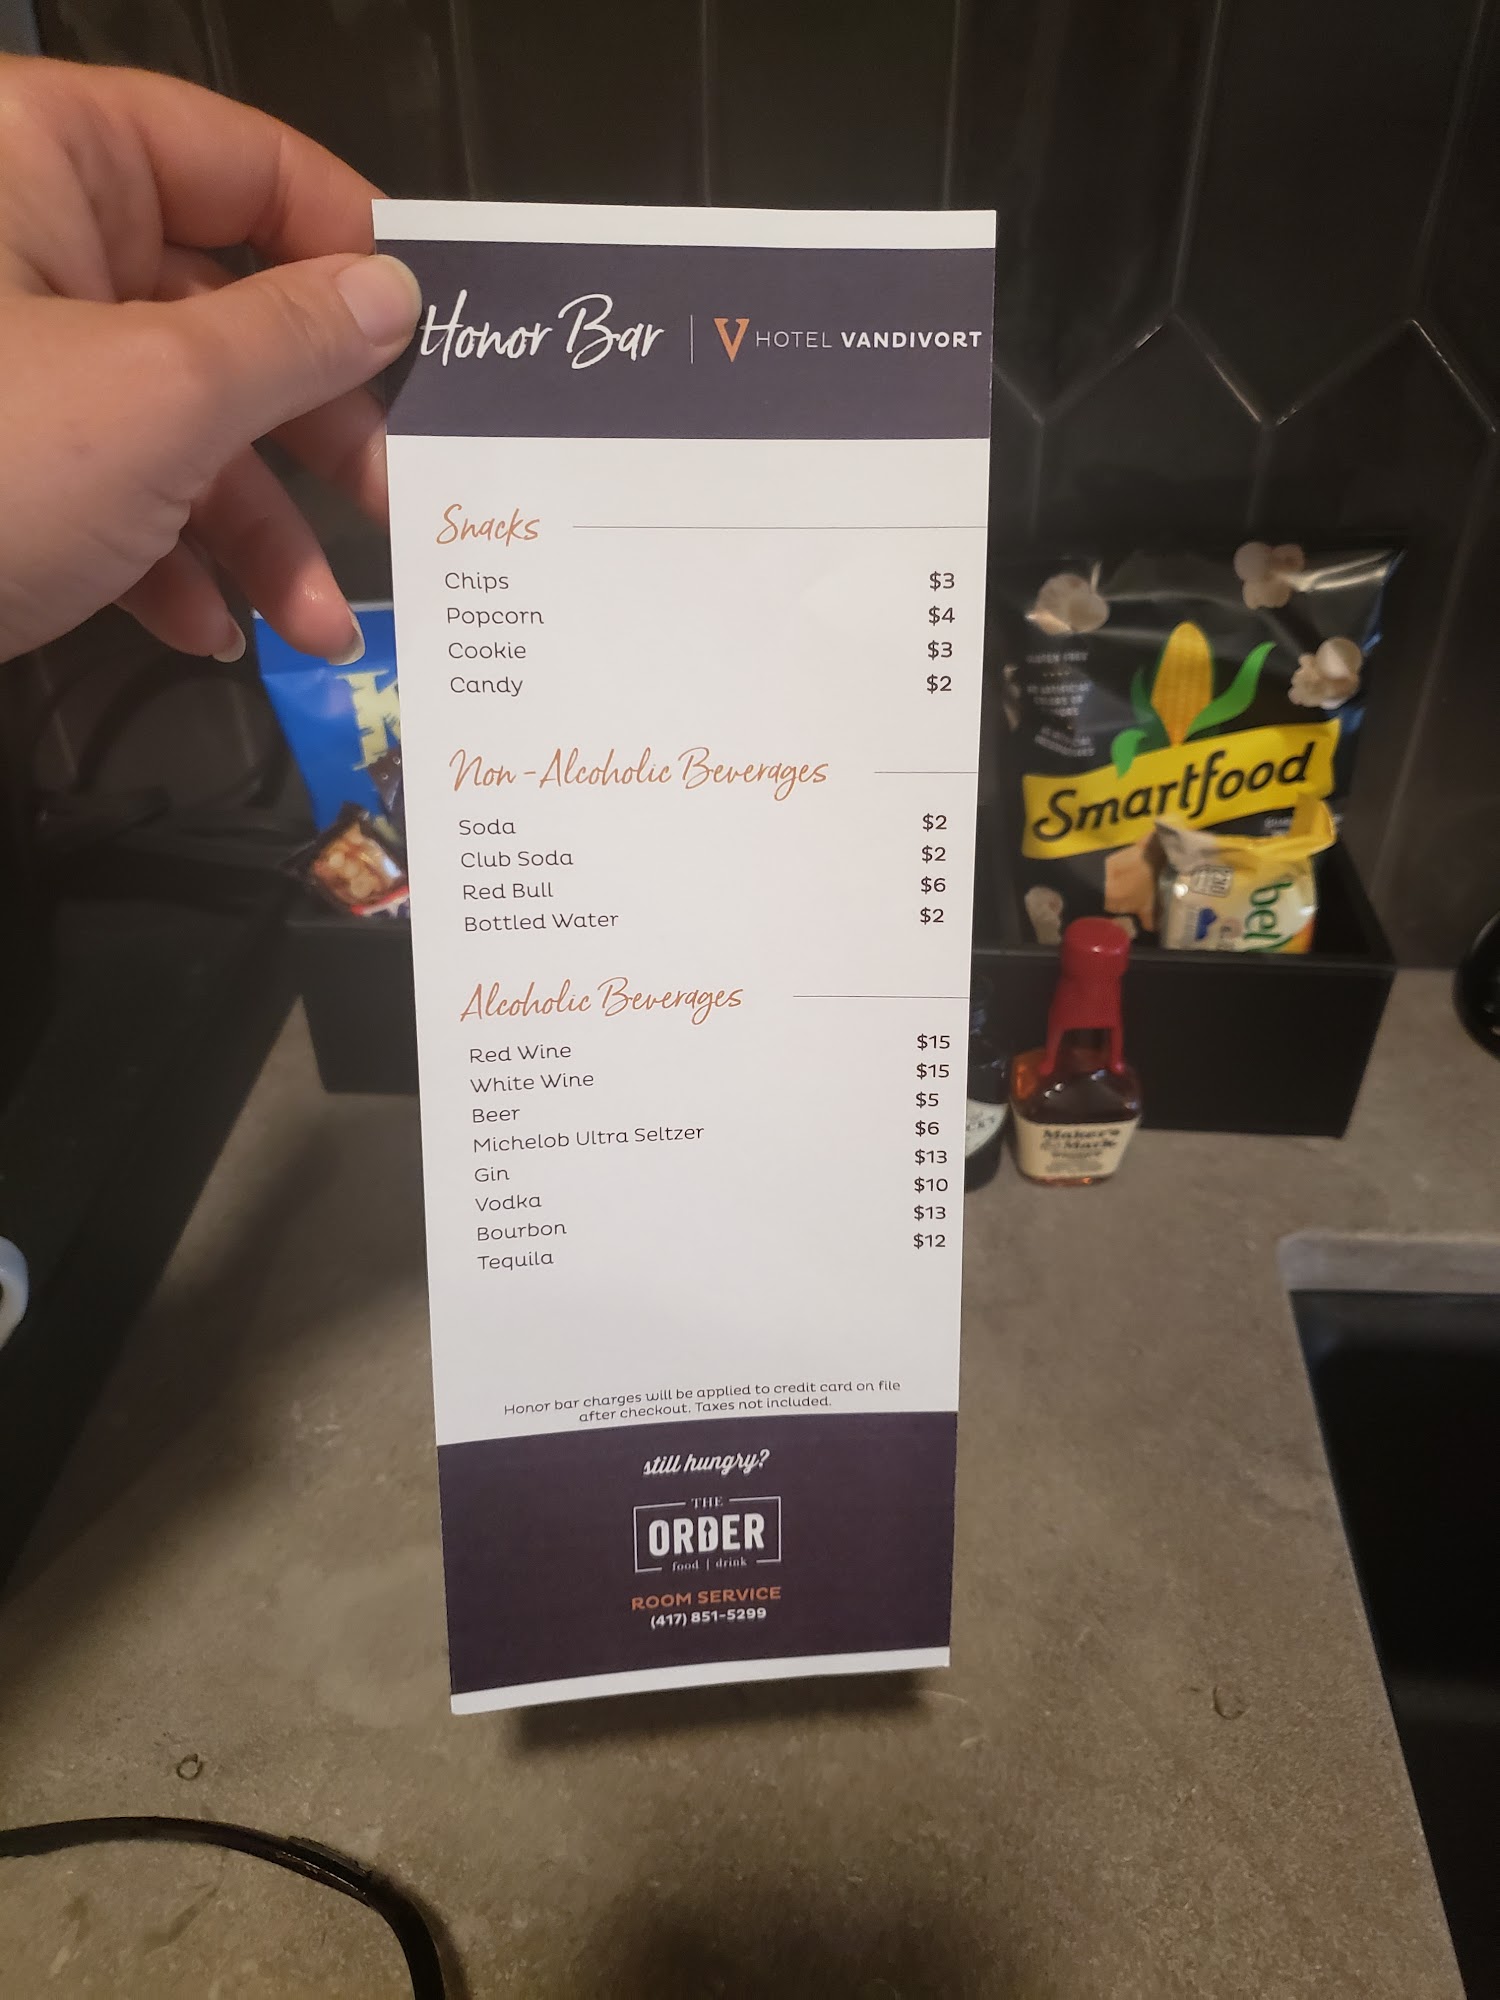 Honor Bar | V HOTEL VANDIVORT
Snacks
Chips $3
Popcorn $4
Cookie $3
Candy $2
Non-Alcoholic Beverages
Soda $2
Club Soda $2
Red Bull $6
Bottled Water $2
Alcoholic Beverages
Red Wine $15
White Wine $15
Beer $5
Michelob Ultra Seltzer $6
Gin $13
Vodka $10
Bourbon $13
Tequila $12
Honor bar charges will be applied to credit card on file
after checkout. Taxes not included.
still hungry?
THE
ORDER
food | drink
ROOM SERVICE
(417) 851-5299
Smartfood
bel
Maker's
Mark